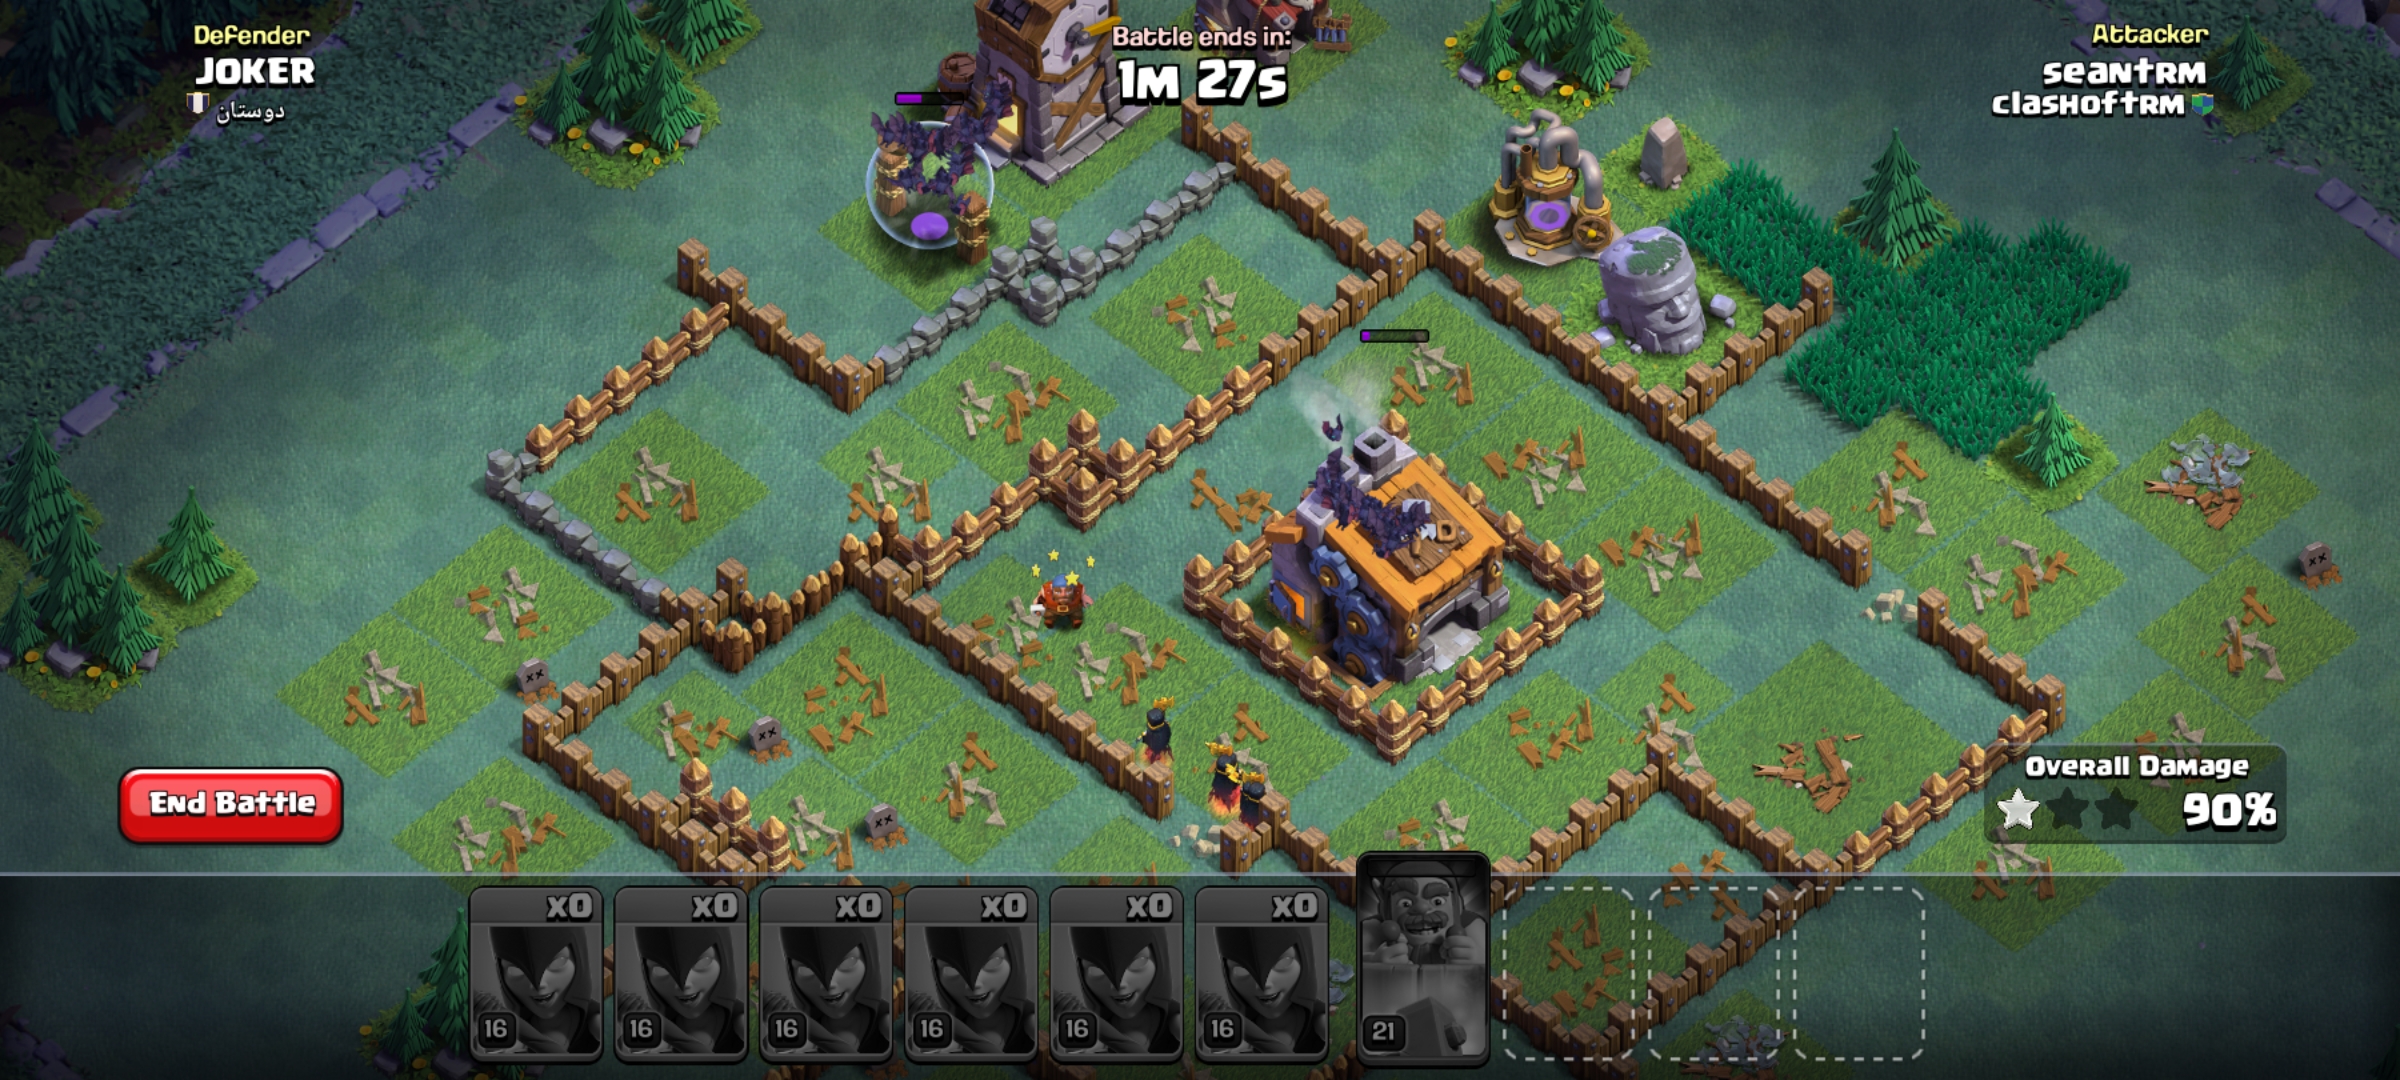 Defender
JOKER
دوستان
Battle ends in:
1M 27s
Attacker
seantRM
clashoftRM
End Battle
Overall Damage
90%
x0
x0
x0
x0
x0
x0
16
16
16
16
16
16
21